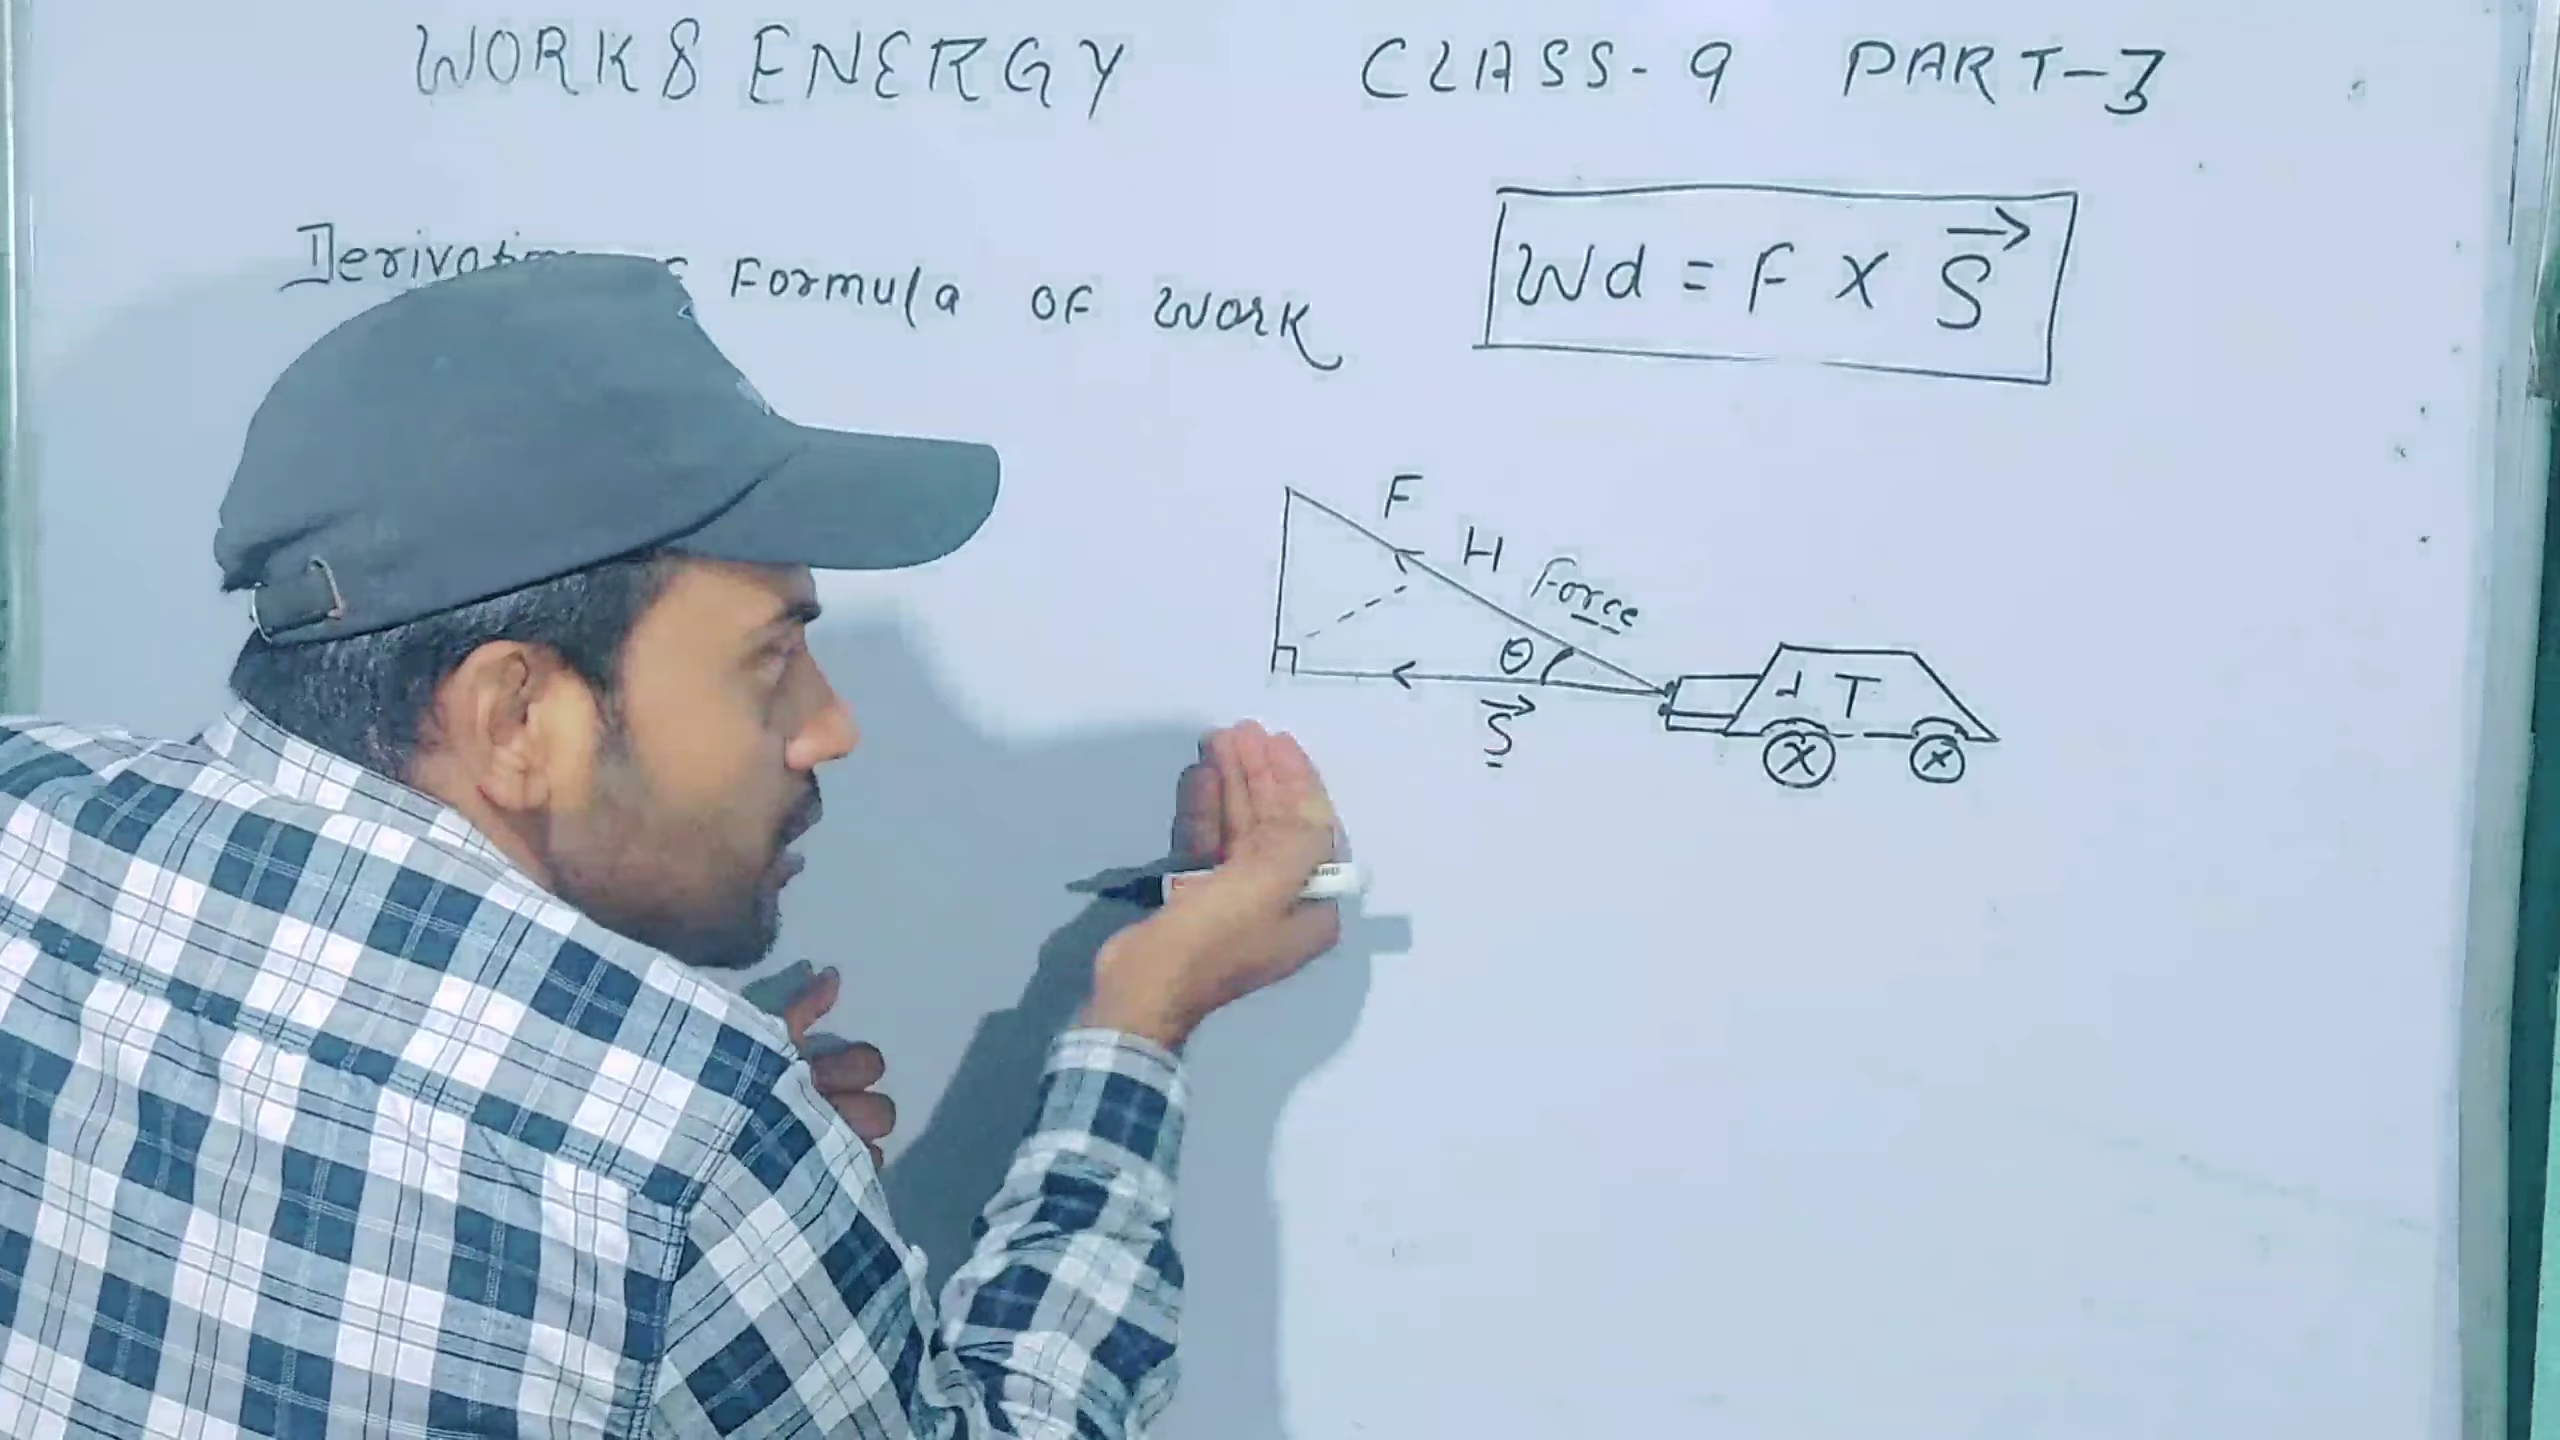 WORK & ENERGY CLASS-9 PART-3
Formula OF Work
Wd = F X S
F
H
Force
θ
T
S